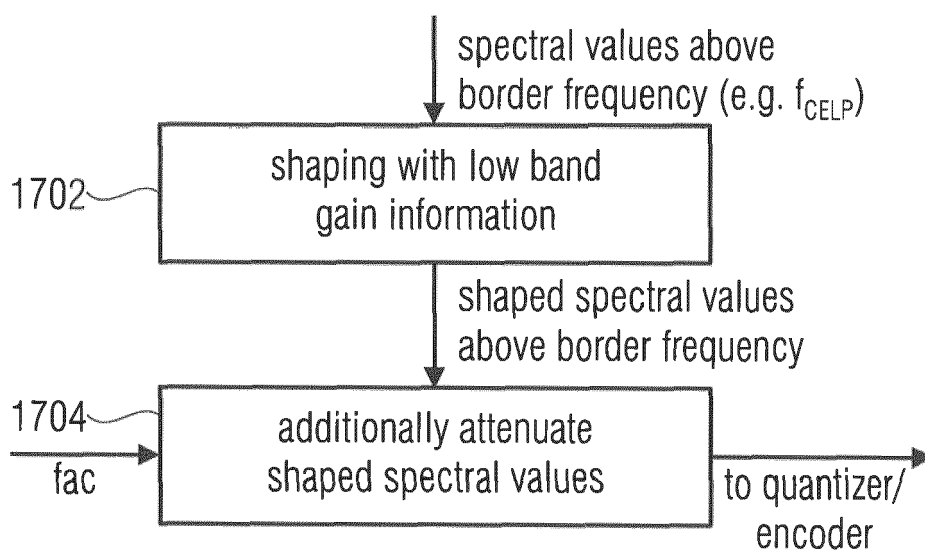 spectral values above
border frequency (e.g. f_CELP)
1702
shaping with low band
gain information
shaped spectral values
above border frequency
1704
additionally attenuate
shaped spectral values
fac
to quantizer/
encoder